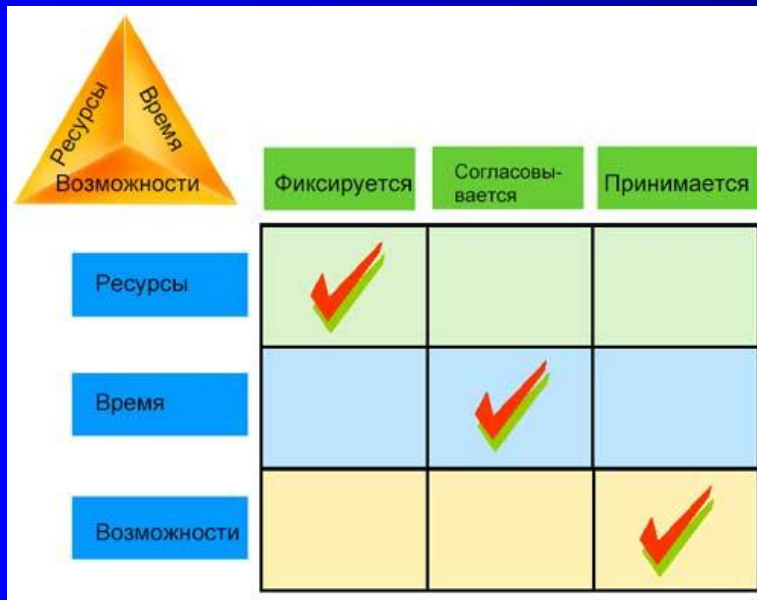 Ресурсы
Время
Возможности
Фиксируется
Согласовы-
вается
Принимается
Ресурсы
Время
Возможности